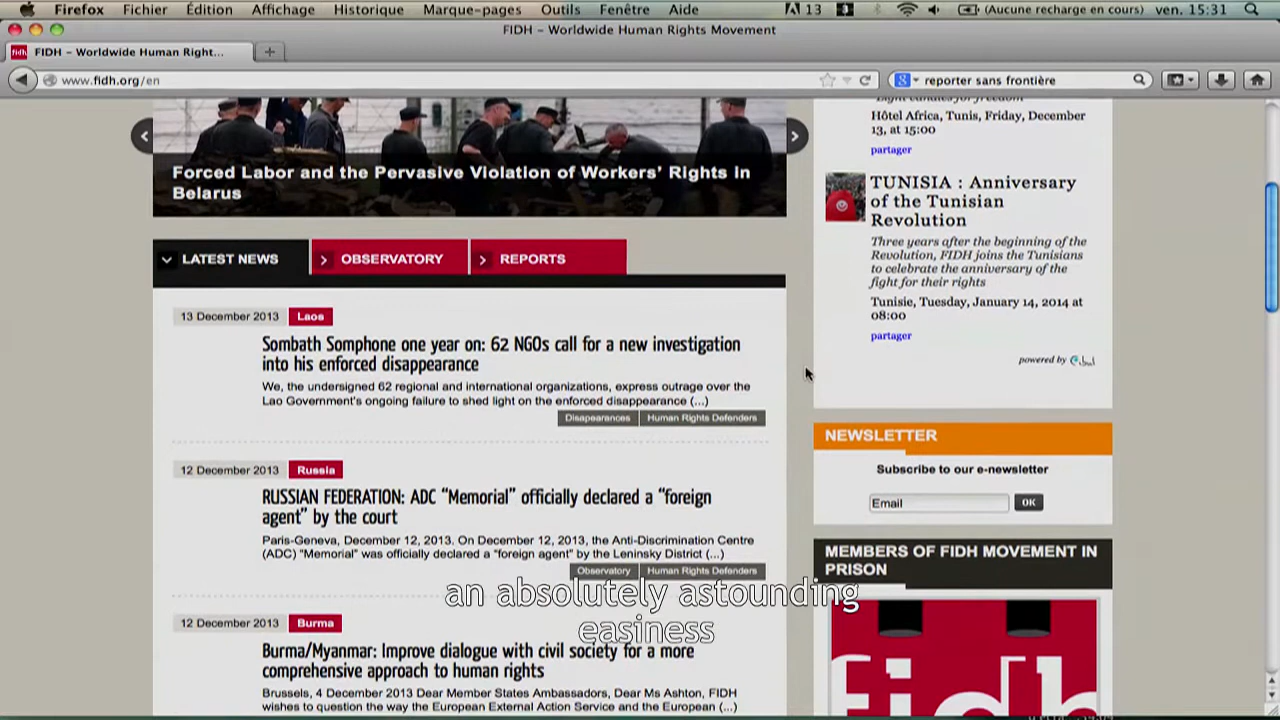 Firefox Fichier Édition Affichage Historique Marque-pages Outils Fenêtre Aide 13 (Aucune recharge en cours) ven. 15:31
FIDH – Worldwide Human Rights Movement
fidh FIDH – Worldwide Human Right...
www.fidh.org/en
reporter sans frontière
Forced Labor and the Pervasive Violation of Workers' Rights in
Belarus
LATEST NEWS OBSERVATORY REPORTS
13 December 2013 Laos
Sombath Somphone one year on: 62 NGOs call for a new investigation
into his enforced disappearance
We, the undersigned 62 regional and international organizations, express outrage over the
Lao Government's ongoing failure to shed light on the enforced disappearance (...)
Disappearances Human Rights Defenders
12 December 2013 Russia
RUSSIAN FEDERATION: ADC “Memorial” officially declared a “foreign
agent” by the court
Paris-Geneva, December 12, 2013. On December 12, 2013, the Anti-Discrimination Centre
(ADC) "Memorial" was officially declared a "foreign agent" by the Leninsky District (...)
Observatory Human Rights Defenders
12 December 2013 Burma
Burma/Myanmar: Improve dialogue with civil society for a more
comprehensive approach to human rights
Brussels, 4 December 2013 Dear Member States Ambassadors, Dear Ms Ashton, FIDH
wishes to question the way the European External Action Service and the European (...)
Light candles for freedom
Hôtel Africa, Tunis, Friday, December
13, at 15:00
partager
TUNISIA : Anniversary
of the Tunisian
Revolution
Three years after the beginning of the
Revolution, FIDH joins the Tunisians
to celebrate the anniversary of the
fight for their rights
Tunisie, Tuesday, January 14, 2014 at
08:00
partager
powered by
NEWSLETTER
Subscribe to our e-newsletter
Email OK
MEMBERS OF FIDH MOVEMENT IN
PRISON
fidh
an absolutely astounding
easiness